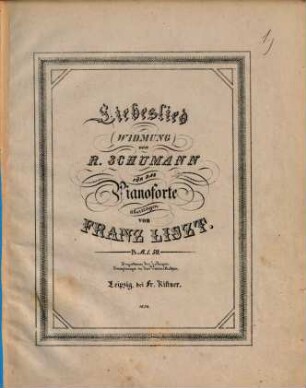 Liebeslied
(WIDMUNG)
von
R. SCHUMANN
FÜR DAS
Pianoforte
übertragen
VON
FRANZ LISZT.
Leipzig, bei Fr. Kistner.